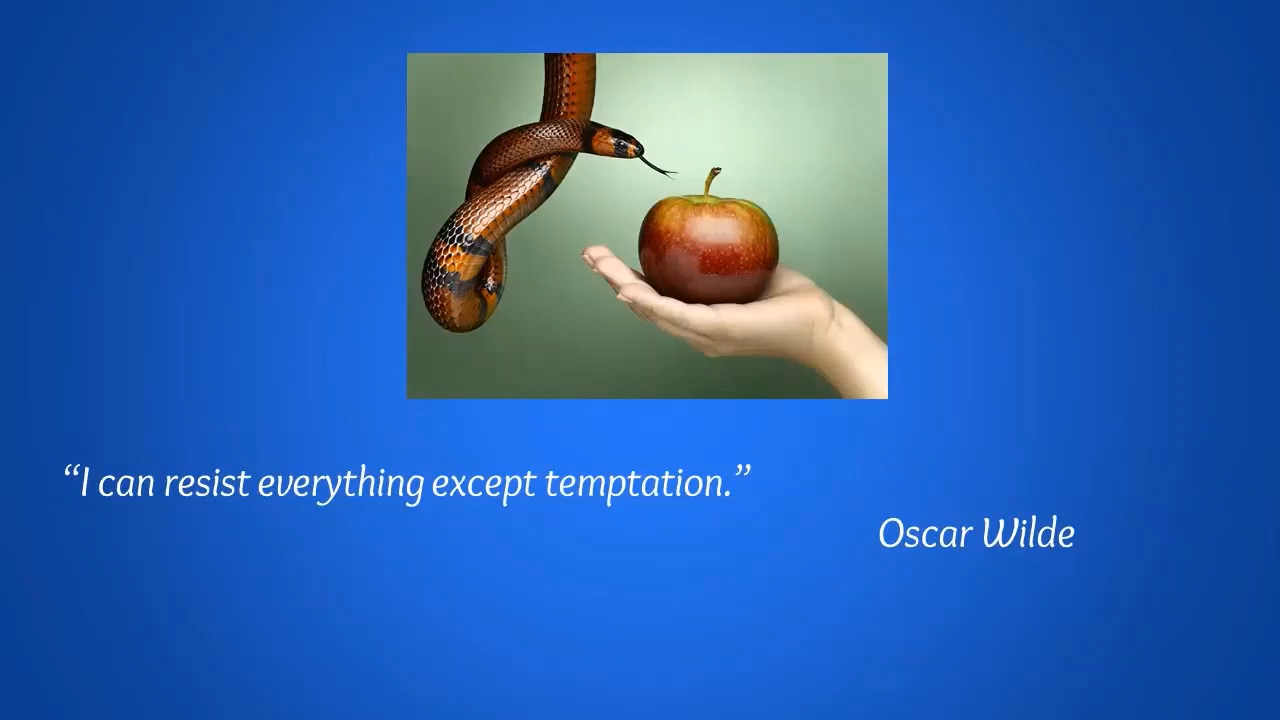 “I can resist everything except temptation.”
Oscar Wilde